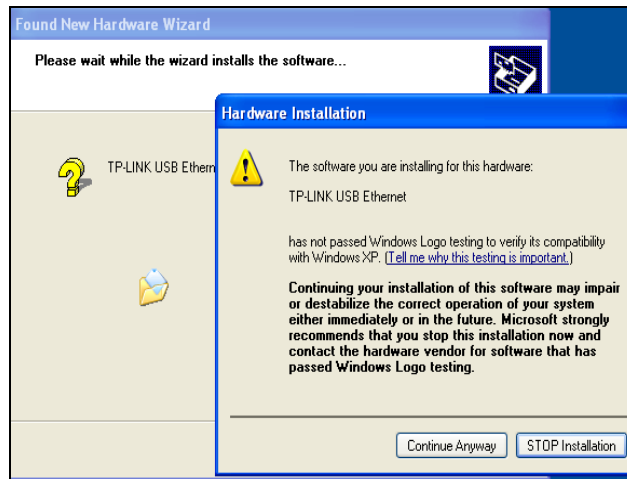 Found New Hardware Wizard
Please wait while the wizard installs the software...
Hardware Installation
TP-LINK USB Ethern
The software you are installing for this hardware:
TP-LINK USB Ethernet
has not passed Windows Logo testing to verify its compatibility
with Windows XP. (Tell me why this testing is important.)
Continuing your installation of this software may impair
or destabilize the correct operation of your system
either immediately or in the future. Microsoft strongly
recommends that you stop this installation now and
contact the hardware vendor for software that has
passed Windows Logo testing.
Continue Anyway
STOP Installation